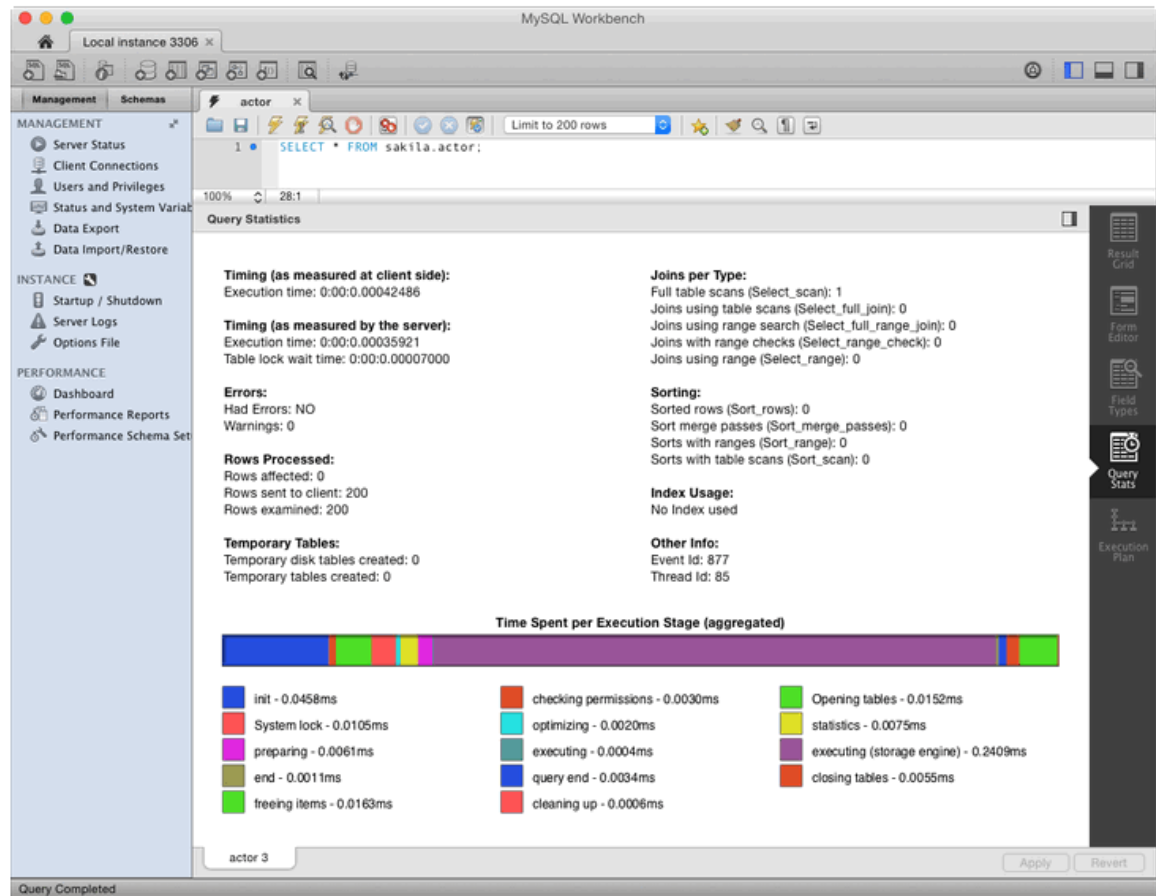 MySQL Workbench
Local instance 3306
Management Schemas
MANAGEMENT
Server Status
Client Connections
Users and Privileges
Status and System Variab
Data Export
Data Import/Restore
INSTANCE
Startup / Shutdown
Server Logs
Options File
PERFORMANCE
Dashboard
Performance Reports
Performance Schema Set
actor
Limit to 200 rows
1 SELECT * FROM sakila.actor;
100% 28:1
Query Statistics
Timing (as measured at client side):
Execution time: 0:00:0.00042486
Timing (as measured by the server):
Execution time: 0:00:0.00035921
Table lock wait time: 0:00:0.00007000
Errors:
Had Errors: NO
Warnings: 0
Rows Processed:
Rows affected: 0
Rows sent to client: 200
Rows examined: 200
Temporary Tables:
Temporary disk tables created: 0
Temporary tables created: 0
Joins per Type:
Full table scans (Select_scan): 1
Joins using table scans (Select_full_join): 0
Joins using range search (Select_full_range_join): 0
Joins with range checks (Select_range_check): 0
Joins using range (Select_range): 0
Sorting:
Sorted rows (Sort_rows): 0
Sort merge passes (Sort_merge_passes): 0
Sorts with ranges (Sort_range): 0
Sorts with table scans (Sort_scan): 0
Index Usage:
No Index used
Other Info:
Event Id: 877
Thread Id: 85
Time Spent per Execution Stage (aggregated)
init - 0.0458ms
checking permissions - 0.0030ms
Opening tables - 0.0152ms
System lock - 0.0105ms
optimizing - 0.0020ms
statistics - 0.0075ms
preparing - 0.0061ms
executing - 0.0004ms
executing (storage engine) - 0.2409ms
end - 0.0011ms
query end - 0.0034ms
closing tables - 0.0055ms
freeing items - 0.0163ms
cleaning up - 0.0006ms
Result
Grid
Form
Editor
Field
Types
Query
Stats
Execution
Plan
actor 3
Apply Revert
Query Completed